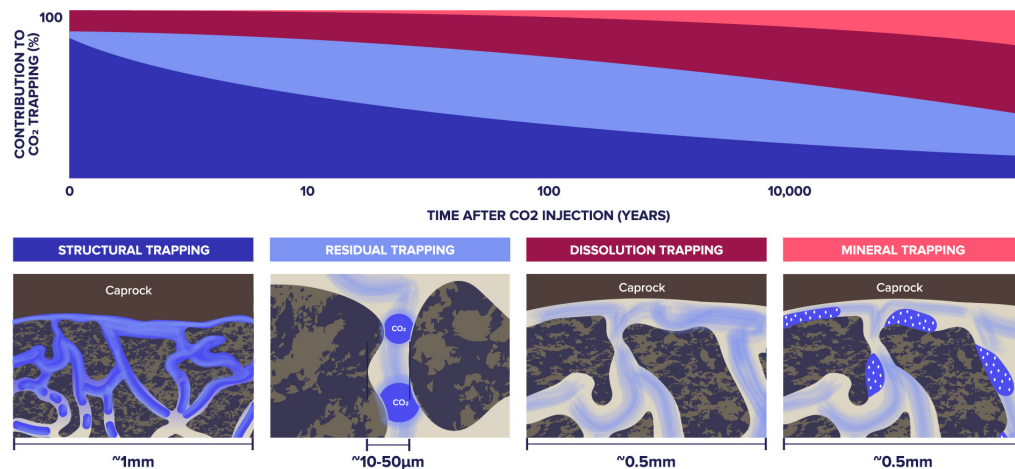 CONTRIBUTION TO
CO₂ TRAPPING (%)
100
0
10
100
10,000
TIME AFTER CO2 INJECTION (YEARS)
STRUCTURAL TRAPPING
RESIDUAL TRAPPING
DISSOLUTION TRAPPING
MINERAL TRAPPING
Caprock
CO₂
CO₂
Caprock
Caprock
~1mm
~10-50μm
~0.5mm
~0.5mm